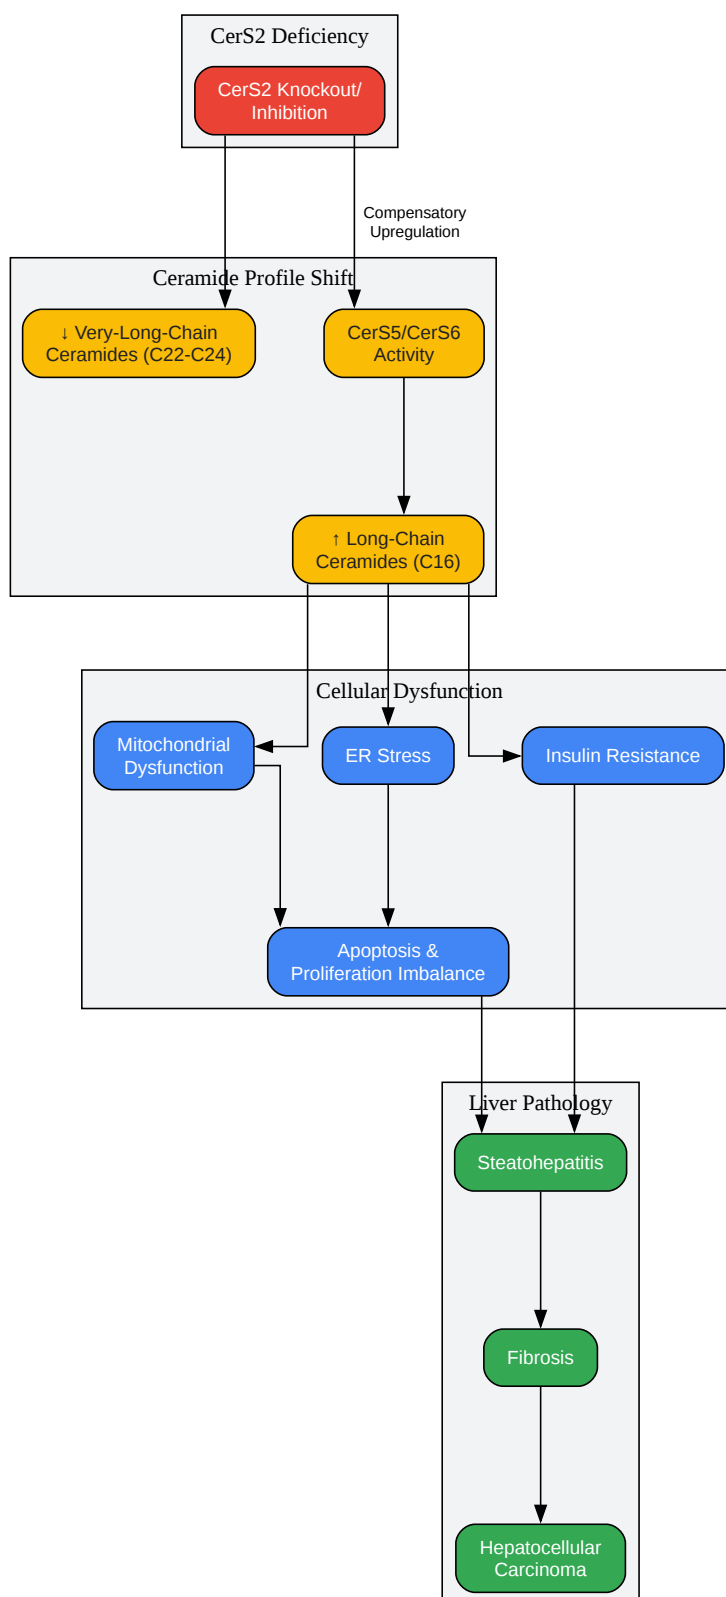 CerS2 Deficiency
CerS2 Knockout/
Inhibition
Compensatory
Upregulation
Ceramide Profile Shift
↓ Very-Long-Chain
Ceramides (C22-C24)
CerS5/CerS6
Activity
↑ Long-Chain
Ceramides (C16)
Cellular Dysfunction
Mitochondrial
Dysfunction
ER Stress
Insulin Resistance
Apoptosis &
Proliferation Imbalance
Liver Pathology
Steatohepatitis
Fibrosis
Hepatocellular
Carcinoma